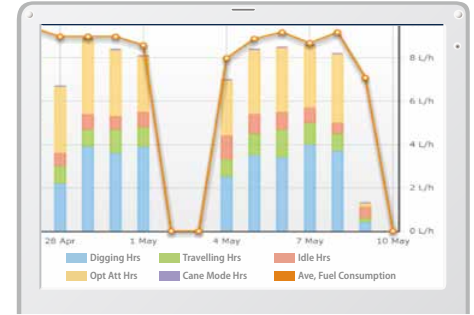 8 L/h
6 L/h
4 L/h
2 L/h
0 L/h
28 Apr 1 May 4 May 7 May 10 May
Digging Hrs Travelling Hrs Idle Hrs
Opt Att Hrs Cane Mode Hrs Ave, Fuel Consumption